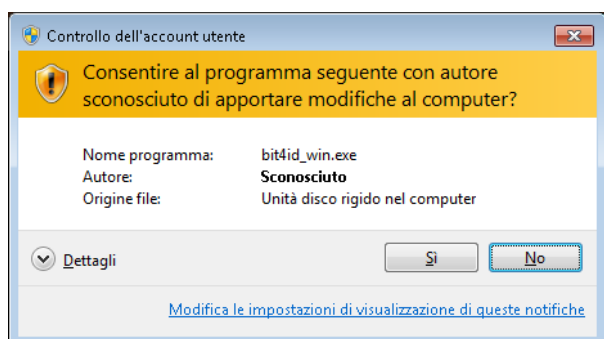 Controllo dell'account utente
Consentire al programma seguente con autore
sconosciuto di apportare modifiche al computer?
Nome programma: bit4id_win.exe
Autore: Sconosciuto
Origine file: Unità disco rigido nel computer
Dettagli Sì No
Modifica le impostazioni di visualizzazione di queste notifiche